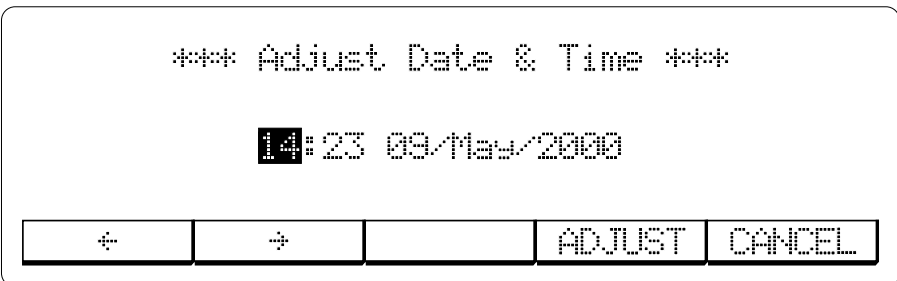 *** Adjust Date & Time ***
14:23 09/May/2000
← → ADJUST CANCEL